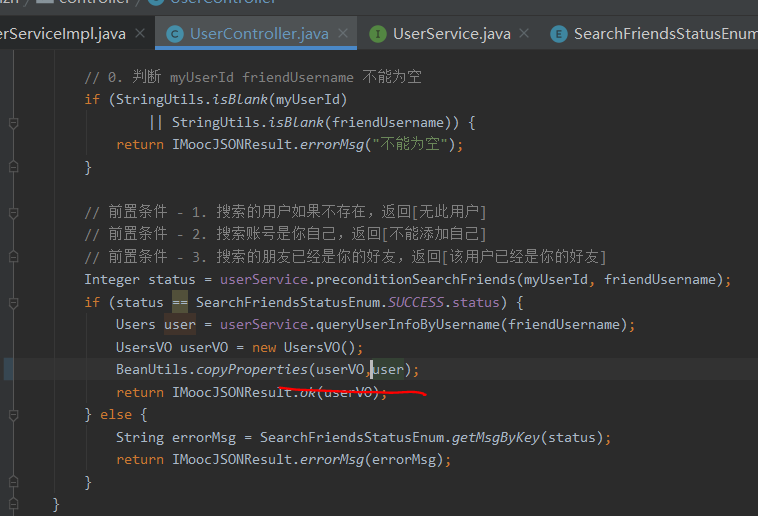 controller UserController
erServiceImpl.java × C UserController.java × I UserService.java × E SearchFriendsStatusEnum
// 0. 判断 myUserId friendUsername 不能为空
if (StringUtils.isBlank(myUserId)
|| StringUtils.isBlank(friendUsername)) {
return IMoocJSONResult.errorMsg("不能为空");
}
// 前置条件 - 1. 搜索的用户如果不存在，返回[无此用户]
// 前置条件 - 2. 搜索账号是你自己，返回[不能添加自己]
// 前置条件 - 3. 搜索的朋友已经是你的好友，返回[该用户已经是你的好友]
Integer status = userService.preconditionSearchFriends(myUserId, friendUsername);
if (status == SearchFriendsStatusEnum.SUCCESS.status) {
Users user = userService.queryUserInfoByUsername(friendUsername);
UsersVO userVO = new UsersVO();
BeanUtils.copyProperties(userVO,user);
return IMoocJSONResult.ok(userVO);
} else {
String errorMsg = SearchFriendsStatusEnum.getMsgByKey(status);
return IMoocJSONResult.errorMsg(errorMsg);
}
}